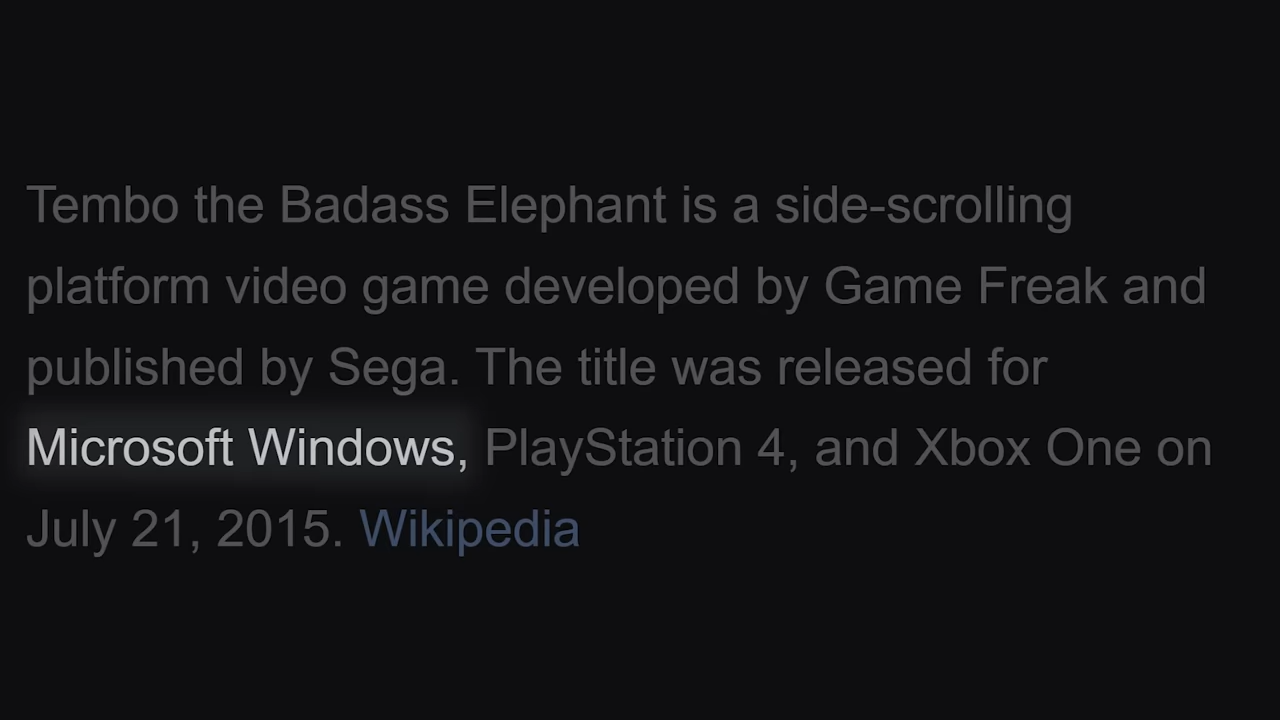 Tembo the Badass Elephant is a side-scrolling
platform video game developed by Game Freak and
published by Sega. The title was released for
Microsoft Windows, PlayStation 4, and Xbox One on
July 21, 2015. Wikipedia